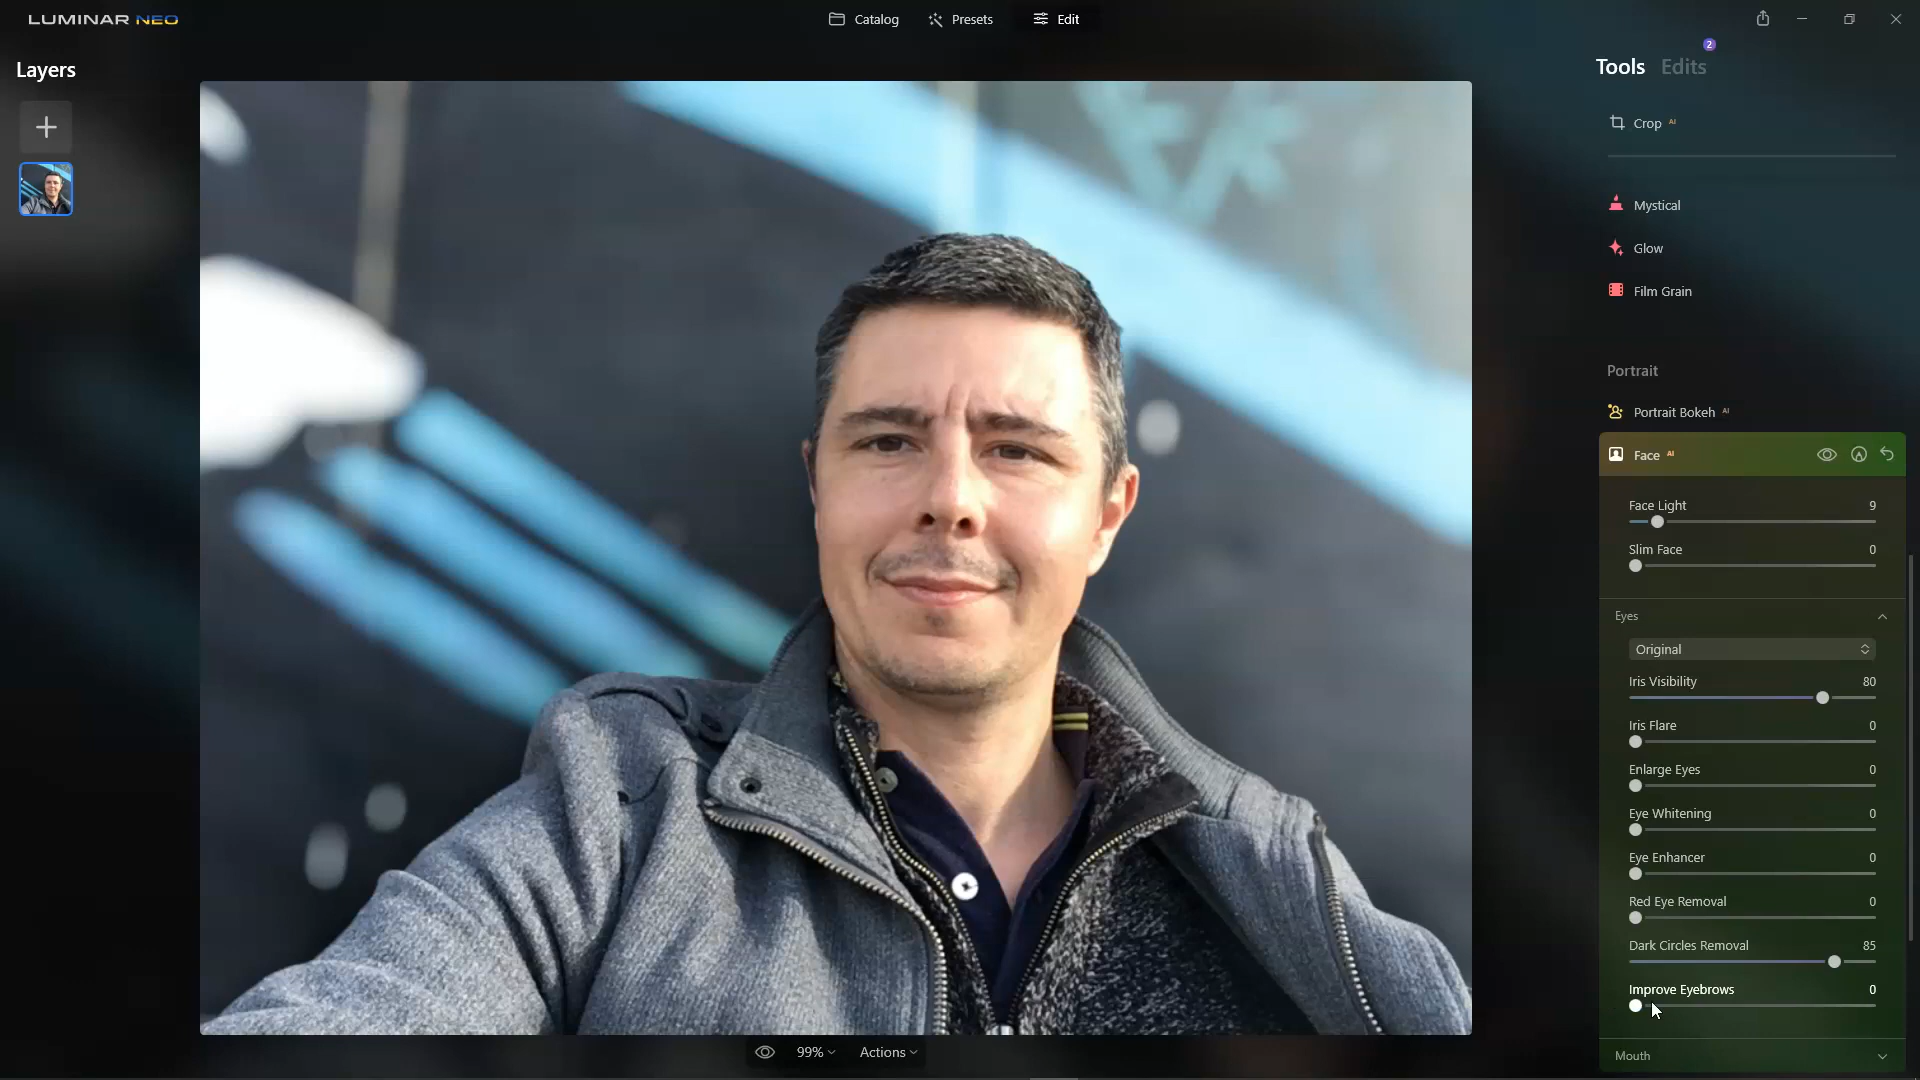 LUMINAR NEO
Catalog
Presets
Edit
Layers
2
Tools Edits
Crop AI
Mystical
Glow
Film Grain
Portrait
Portrait Bokeh AI
Face AI
Face Light 9
Slim Face 0
Eyes
Original
Iris Visibility 80
Iris Flare 0
Enlarge Eyes 0
Eye Whitening 0
Eye Enhancer 0
Red Eye Removal 0
Dark Circles Removal 85
Improve Eyebrows 0
Mouth
99%
Actions